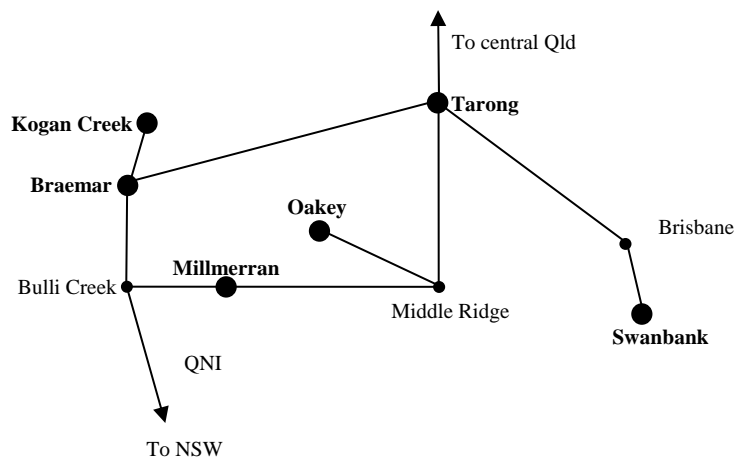 To central Qld
Tarong
Kogan Creek
Braemar
Oakey
Brisbane
Millmerran
Bulli Creek
Middle Ridge
Swanbank
QNI
To NSW